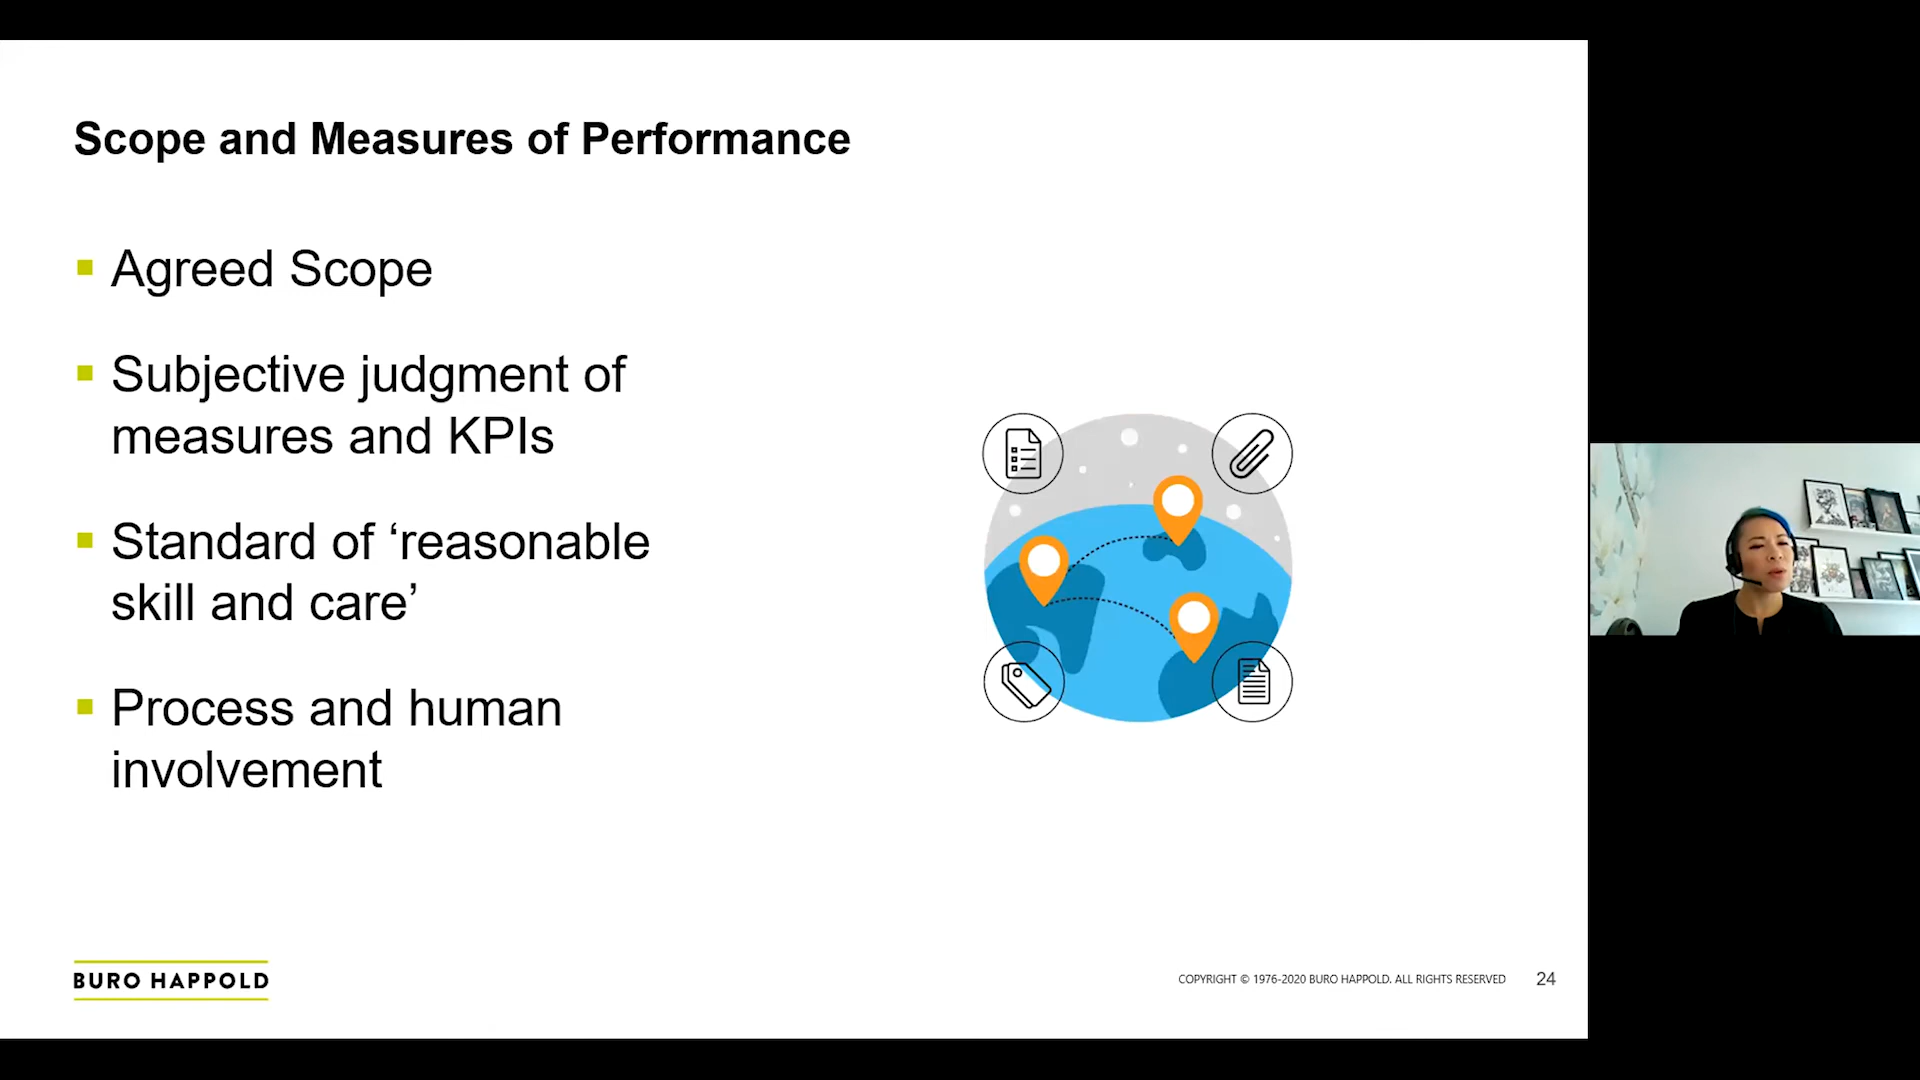 Scope and Measures of Performance
Agreed Scope
Subjective judgment of
measures and KPIs
Standard of ‘reasonable
skill and care’
Process and human
involvement
BURO HAPPOLD
COPYRIGHT © 1976-2020 BURO HAPPOLD. ALL RIGHTS RESERVED 24